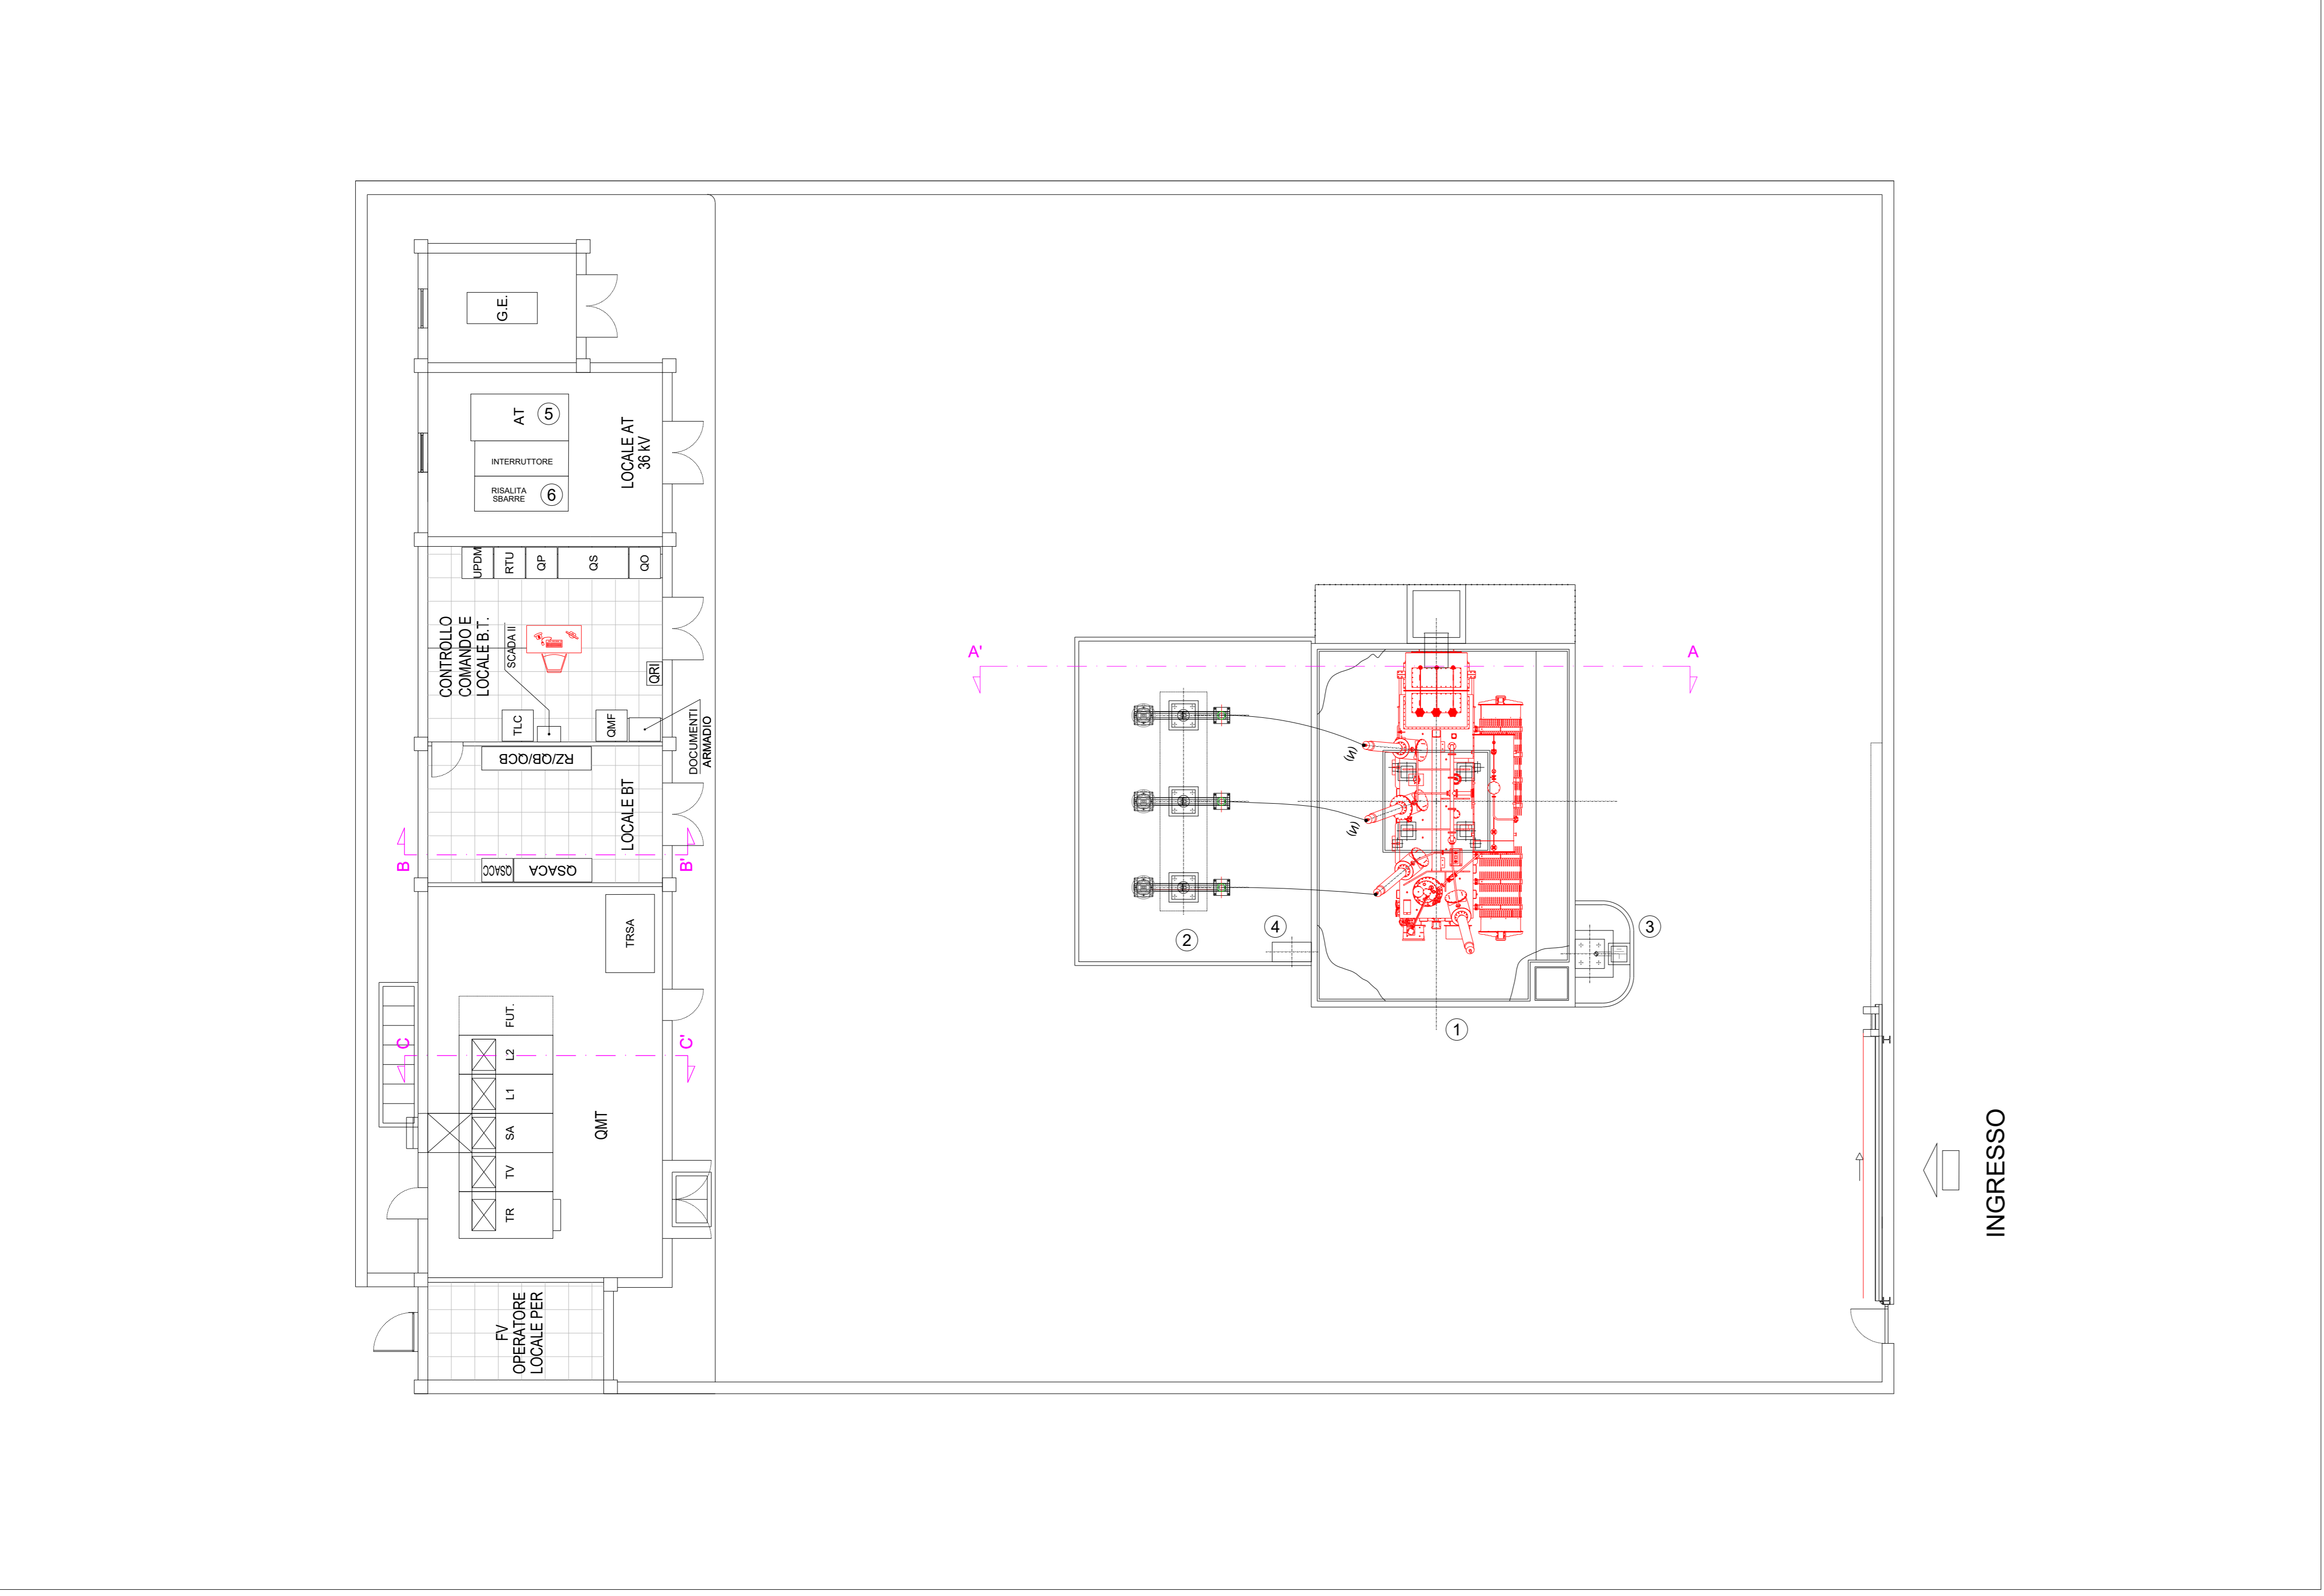 G.E.
AT
5
INTERRUTTORE
RISALITA
SBARRE
6
LOCALE AT
36 kV
UPDM
RTU
QP
QS
QO
CONTROLLO
COMANDO E
LOCALE B.T.
SCADA II
QRI
TLC
QMF
DOCUMENTI
ARMADIO
RZ/QB/QCB
LOCALE BT
B
B'
QSACC
QSACA
TRSA
FUT.
L2
L1
SA
TV
TR
C
C'
QMT
FV
OPERATORE
LOCALE PER
A'
A
(N)
(N)
2
4
3
1
INGRESSO